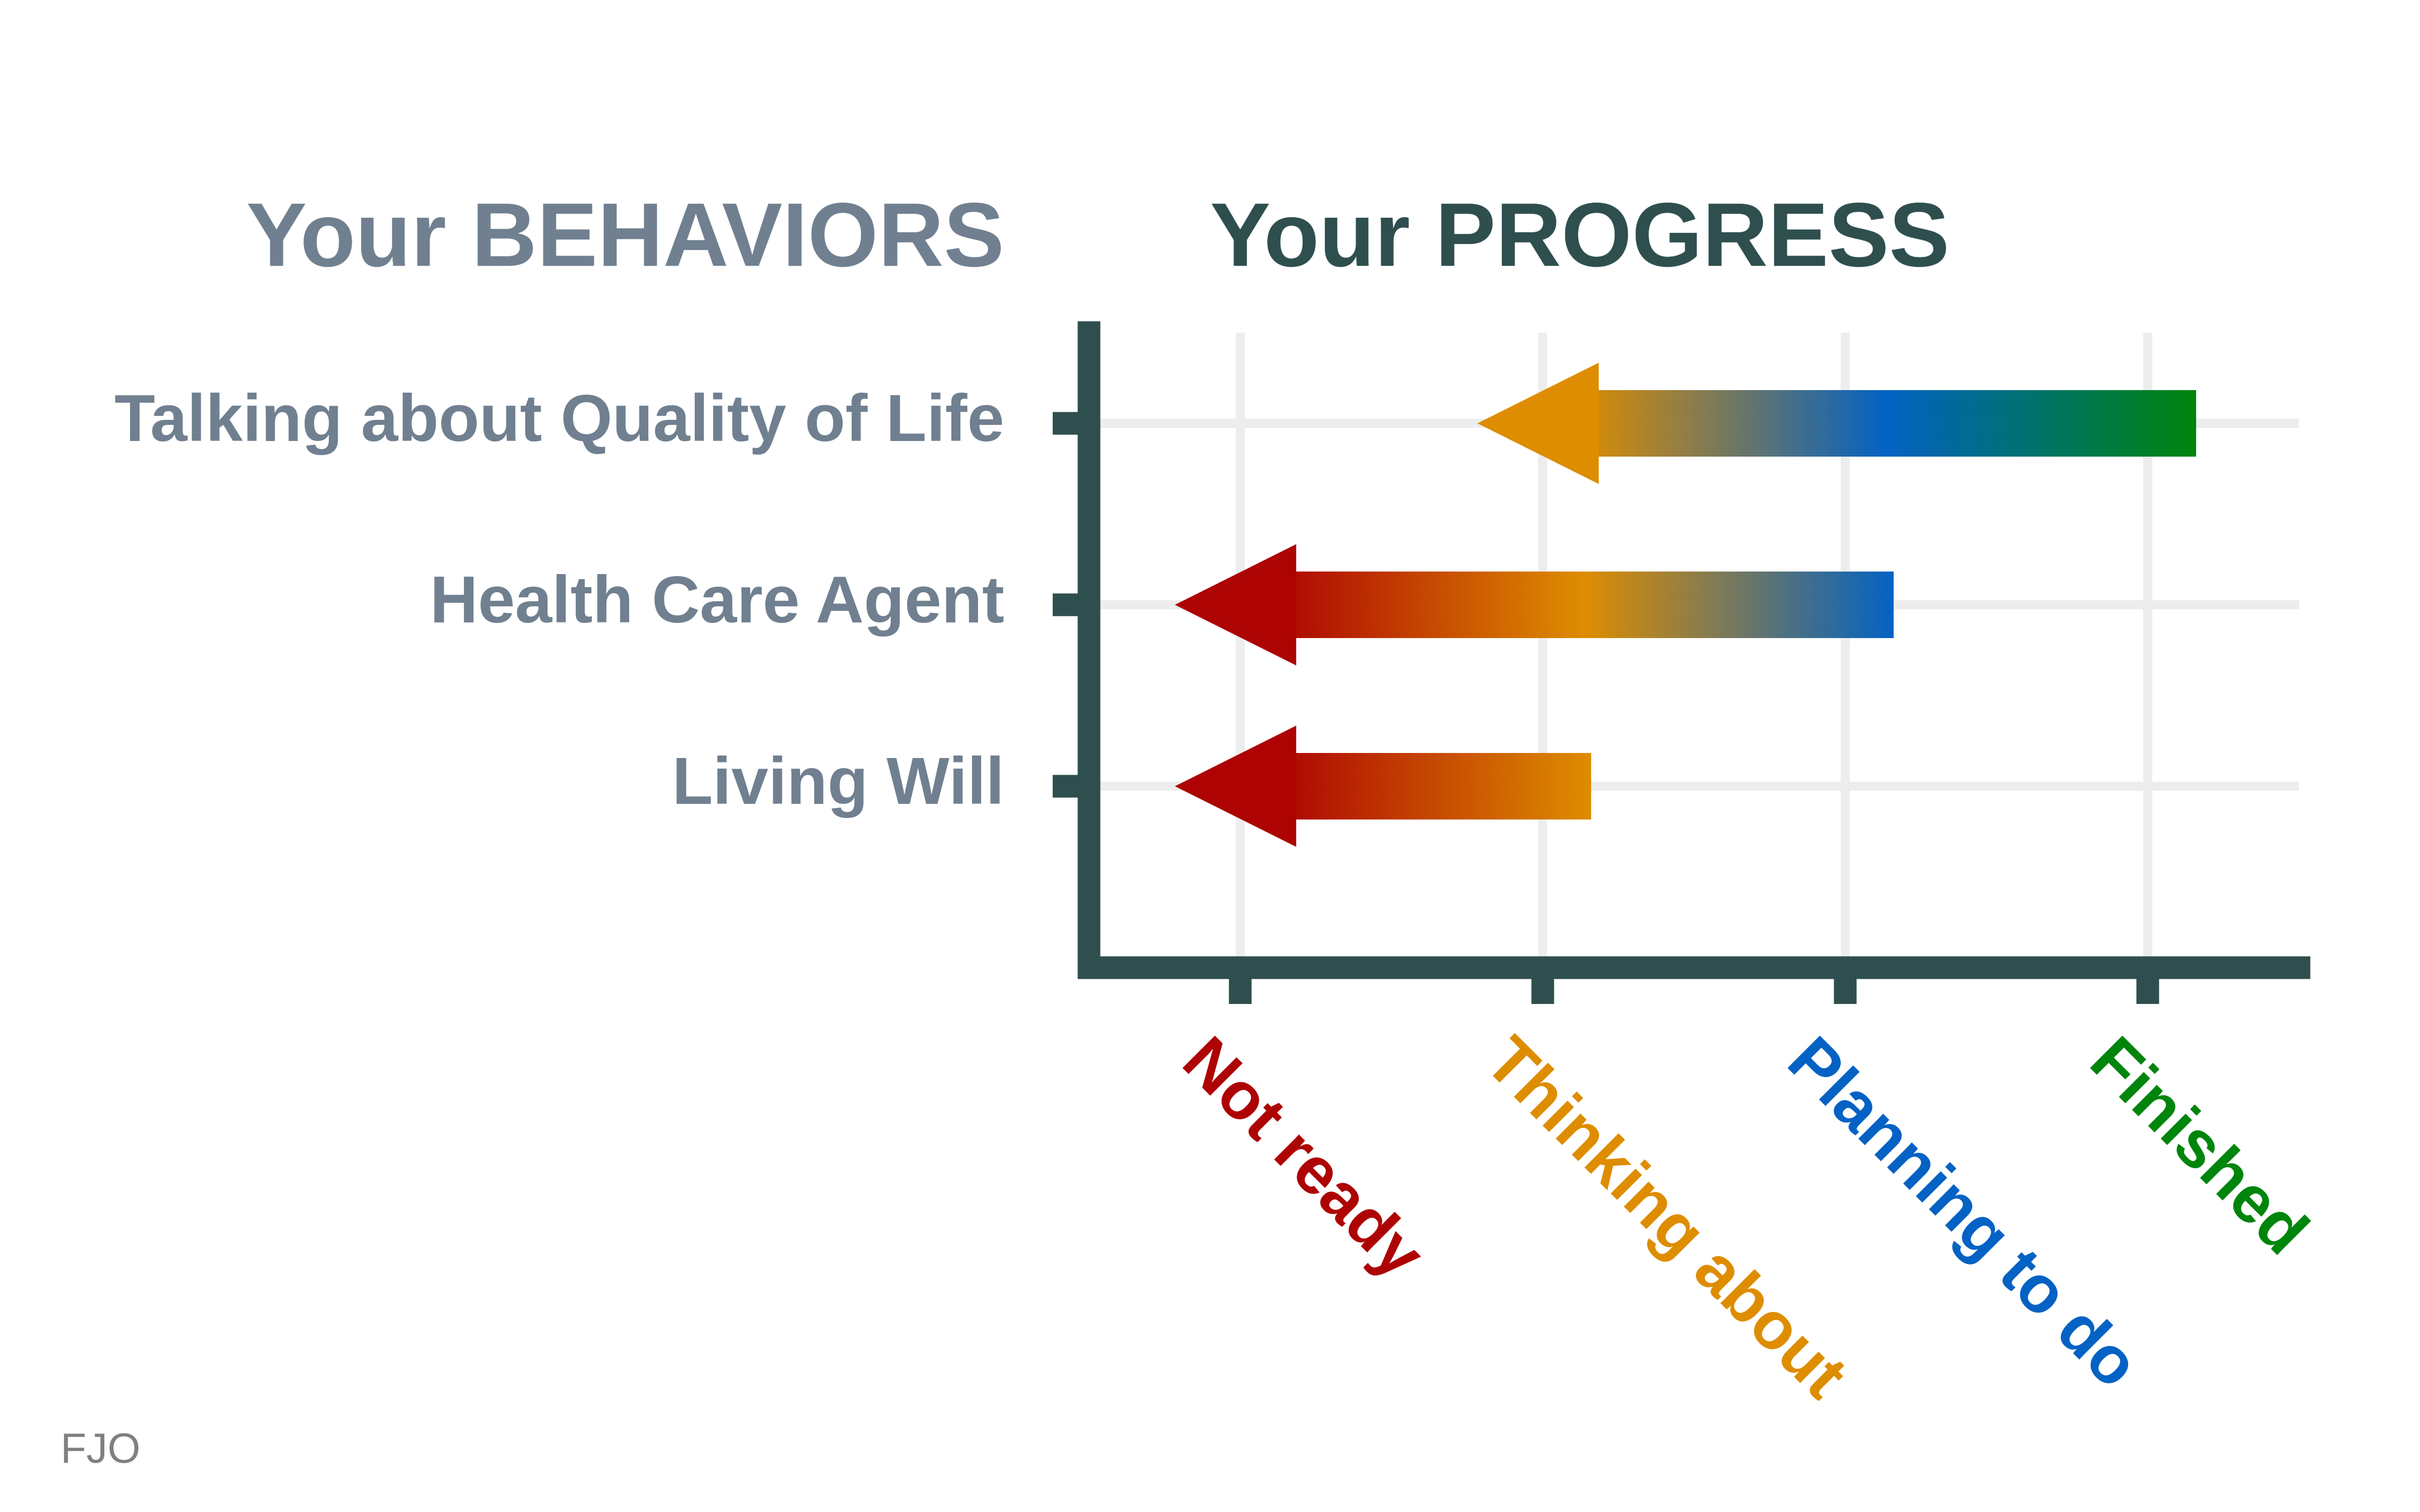 Your BEHAVIORS
Your PROGRESS
Talking about Quality of Life
Health Care Agent
Living Will
Not ready
Thinking about
Planning to do
Finished
FJO